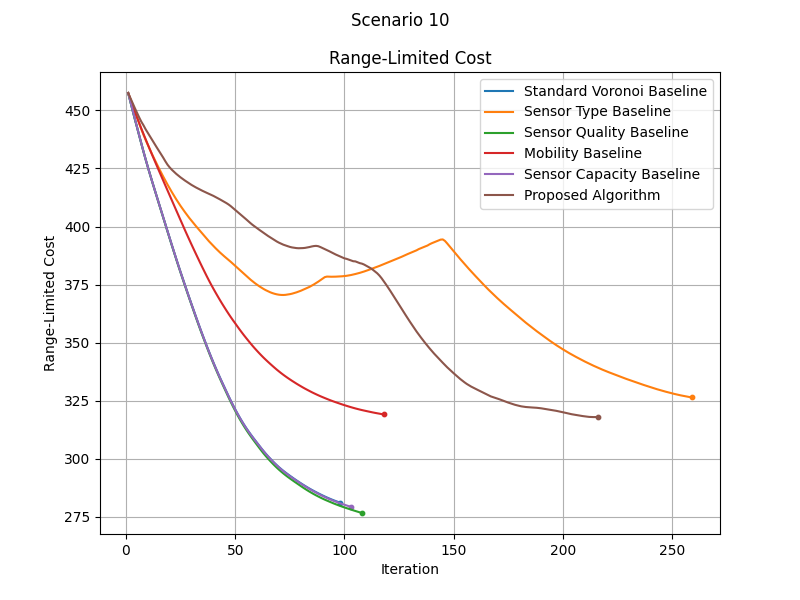 Scenario 10
Range-Limited Cost
Standard Voronoi Baseline
Sensor Type Baseline
Sensor Quality Baseline
Mobility Baseline
Sensor Capacity Baseline
Proposed Algorithm
Range-Limited Cost
450
425
400
375
350
325
300
275
0 50 100 150 200 250
Iteration